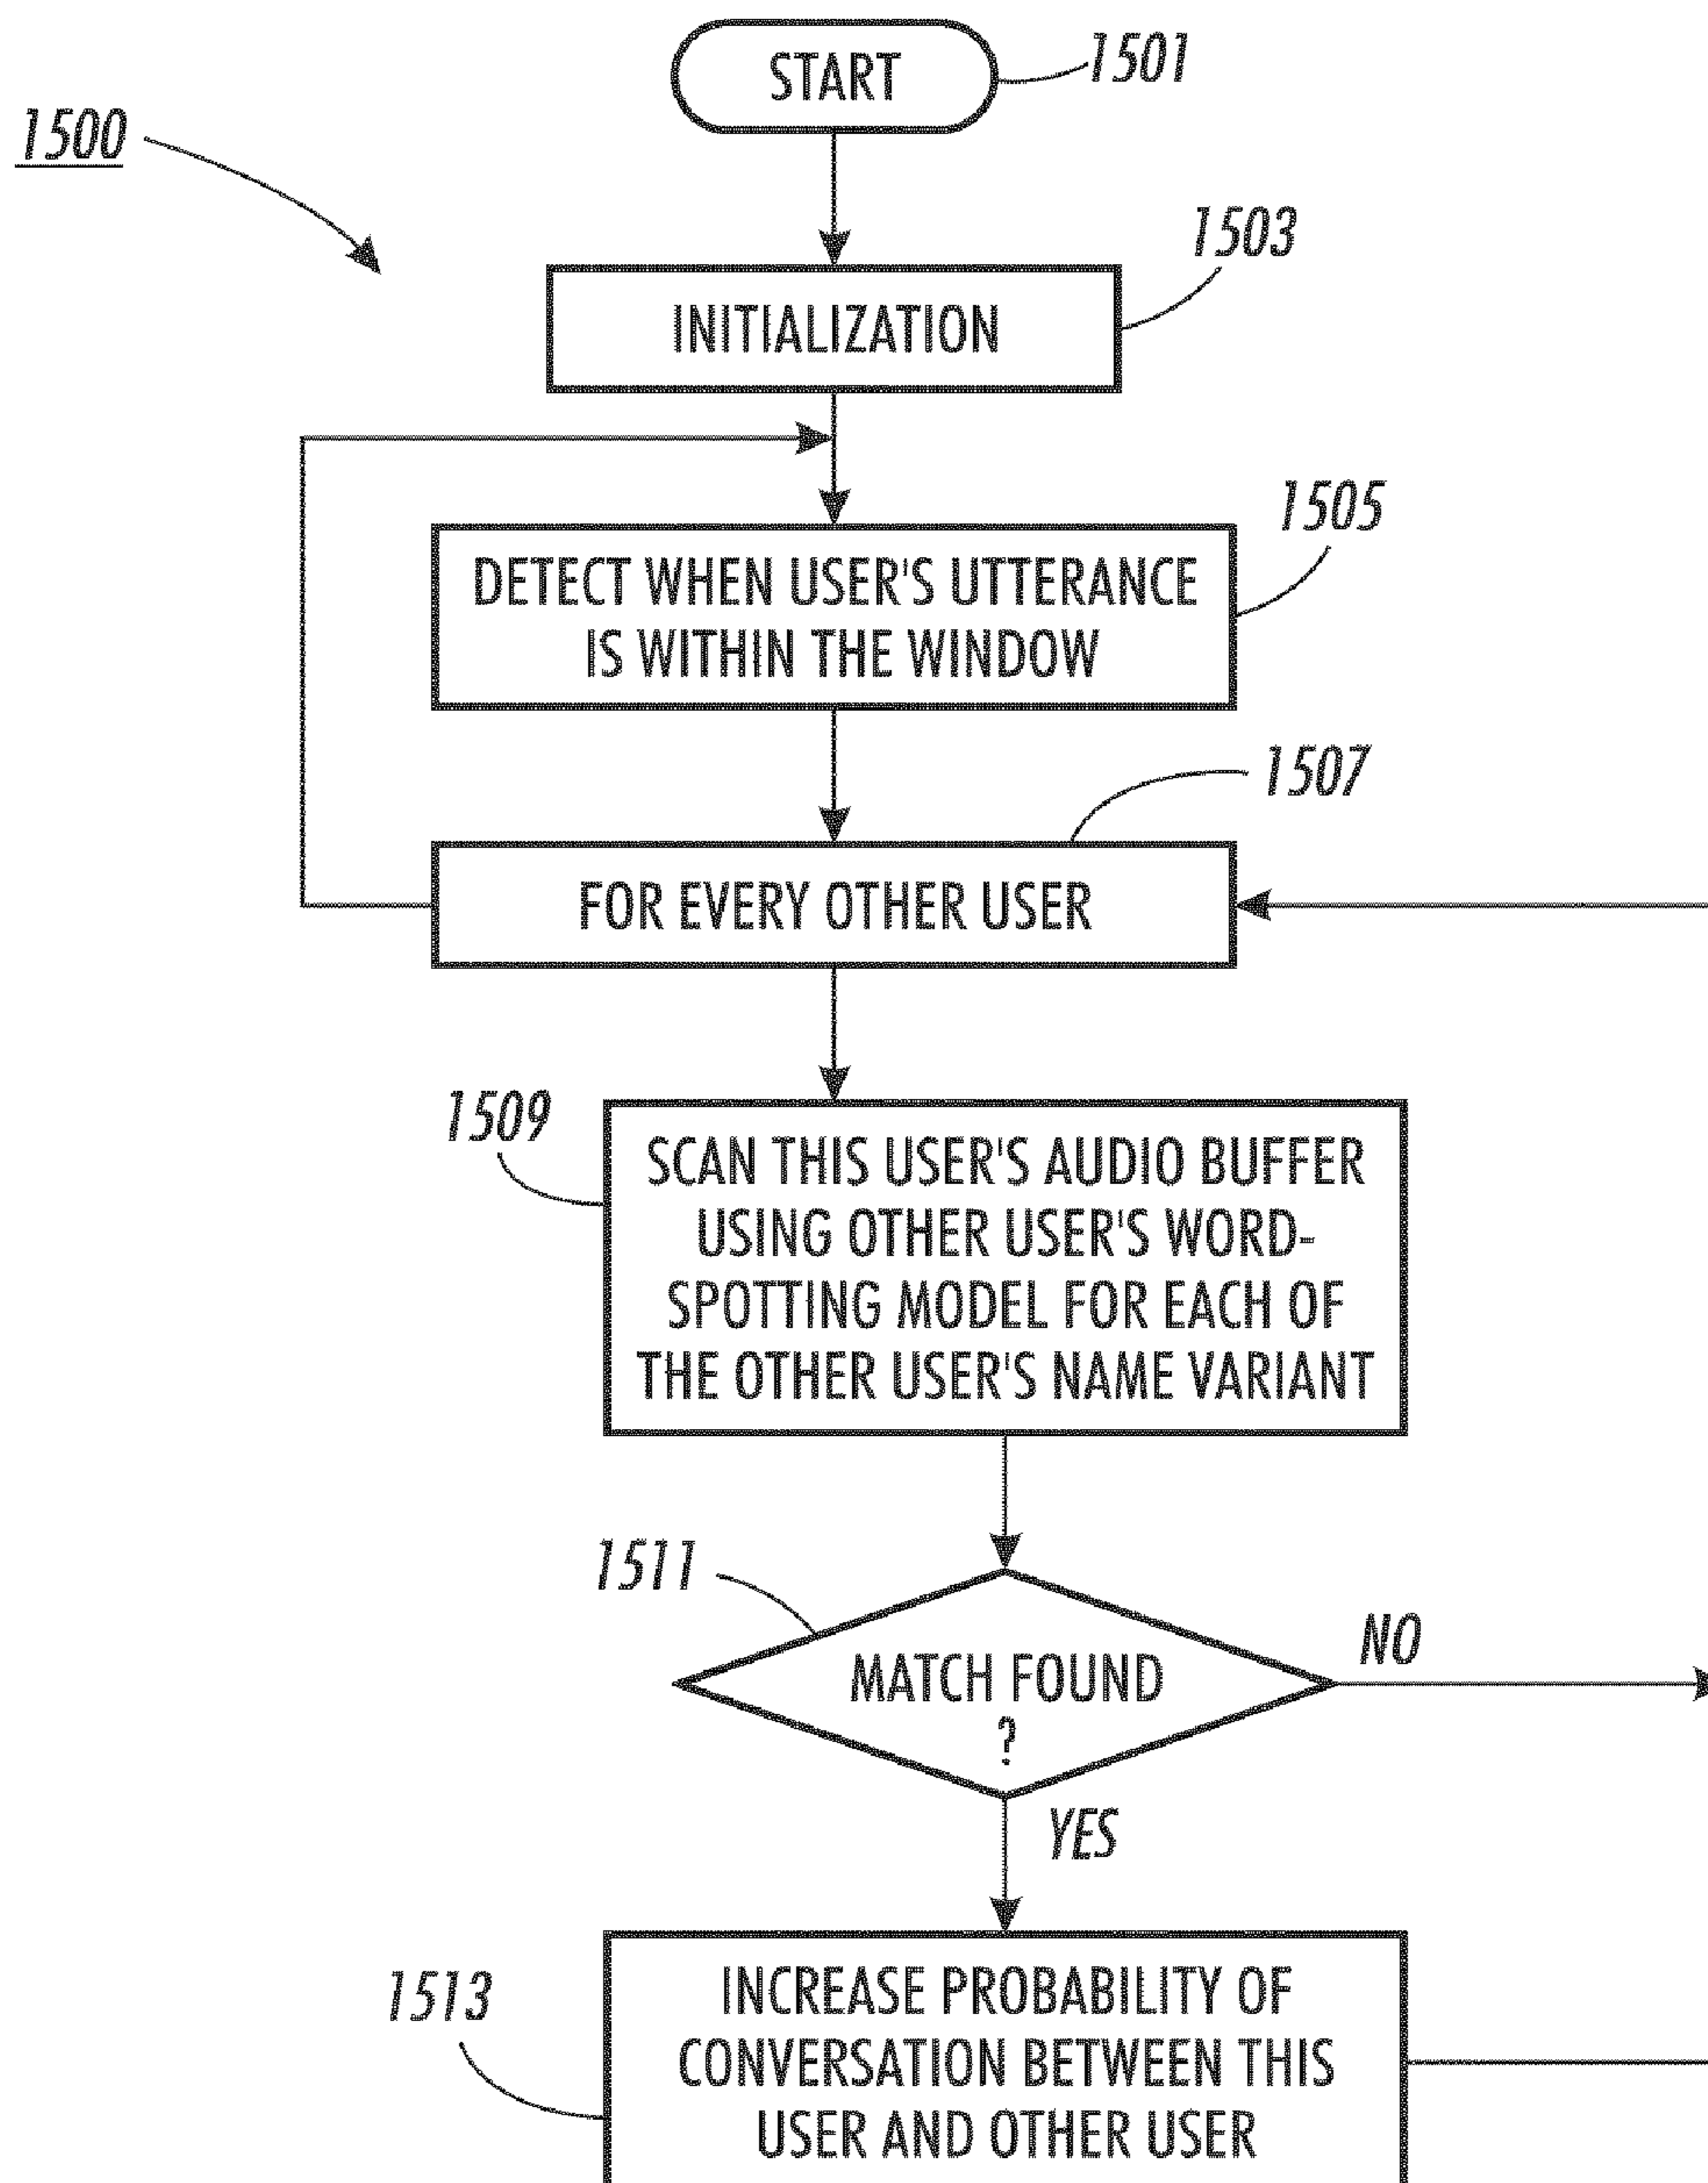 START
1501
1500
1503
INITIALIZATION
1505
DETECT WHEN USER'S UTTERANCE
IS WITHIN THE WINDOW
1507
FOR EVERY OTHER USER
1509
SCAN THIS USER'S AUDIO BUFFER
USING OTHER USER'S WORD-
SPOTTING MODEL FOR EACH OF
THE OTHER USER'S NAME VARIANT
1511
MATCH FOUND
?
NO
YES
1513
INCREASE PROBABILITY OF
CONVERSATION BETWEEN THIS
USER AND OTHER USER